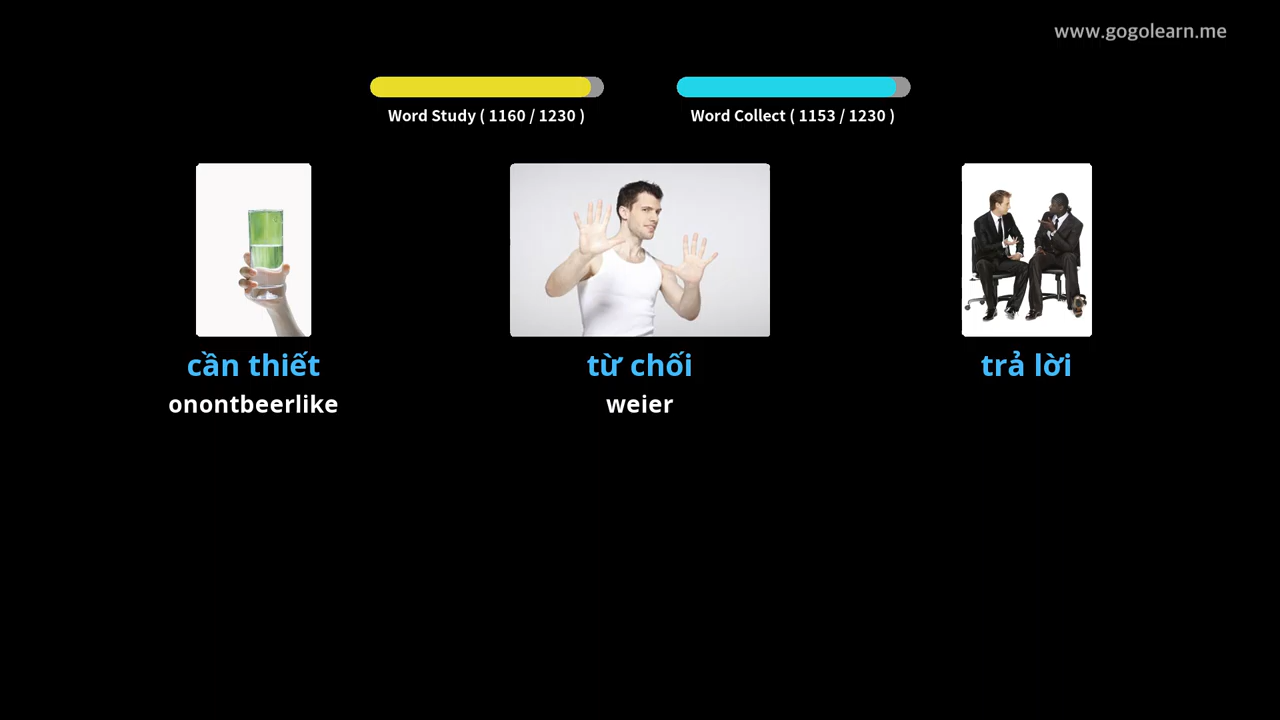 www.gogolearn.me
Word Study ( 1160 / 1230 )
Word Collect ( 1153 / 1230 )
cần thiết
từ chối
trả lời
onontbeerlike
weier